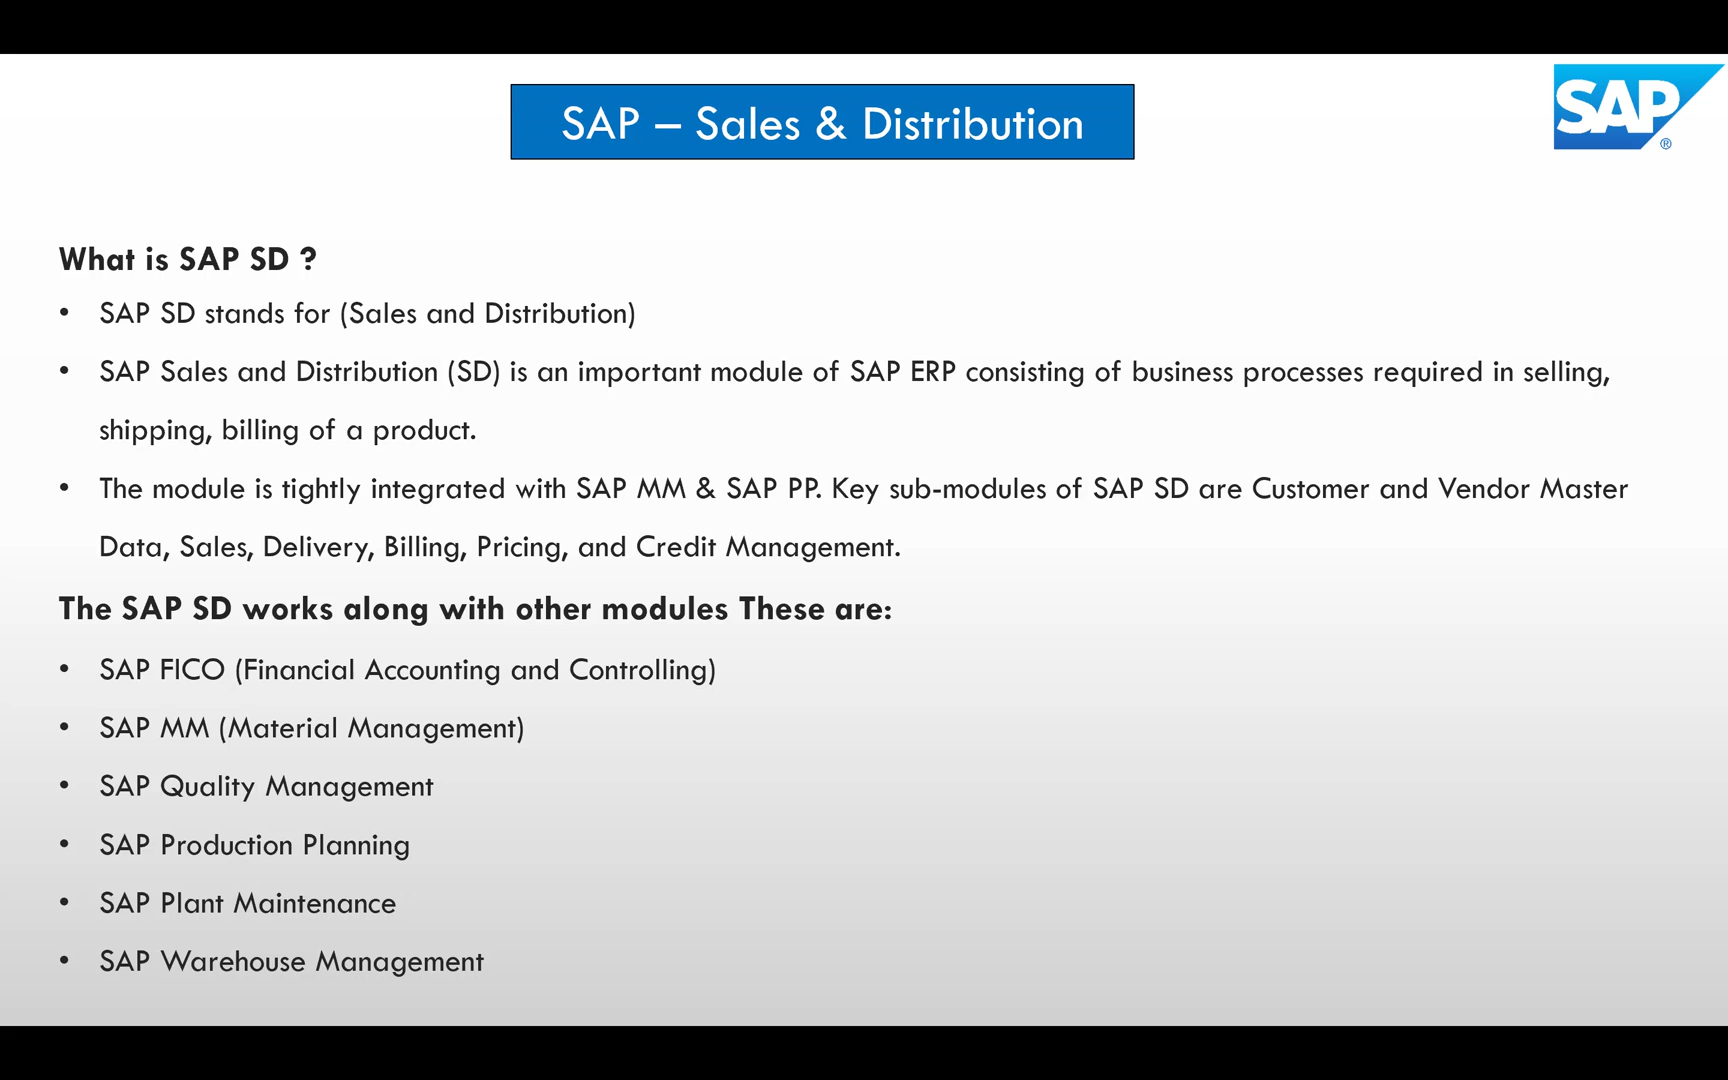 SAP – Sales & Distribution
SAP
®
What is SAP SD ?
• SAP SD stands for (Sales and Distribution)
• SAP Sales and Distribution (SD) is an important module of SAP ERP consisting of business processes required in selling,
shipping, billing of a product.
• The module is tightly integrated with SAP MM & SAP PP. Key sub-modules of SAP SD are Customer and Vendor Master
Data, Sales, Delivery, Billing, Pricing, and Credit Management.
The SAP SD works along with other modules These are:
• SAP FICO (Financial Accounting and Controlling)
• SAP MM (Material Management)
• SAP Quality Management
• SAP Production Planning
• SAP Plant Maintenance
• SAP Warehouse Management